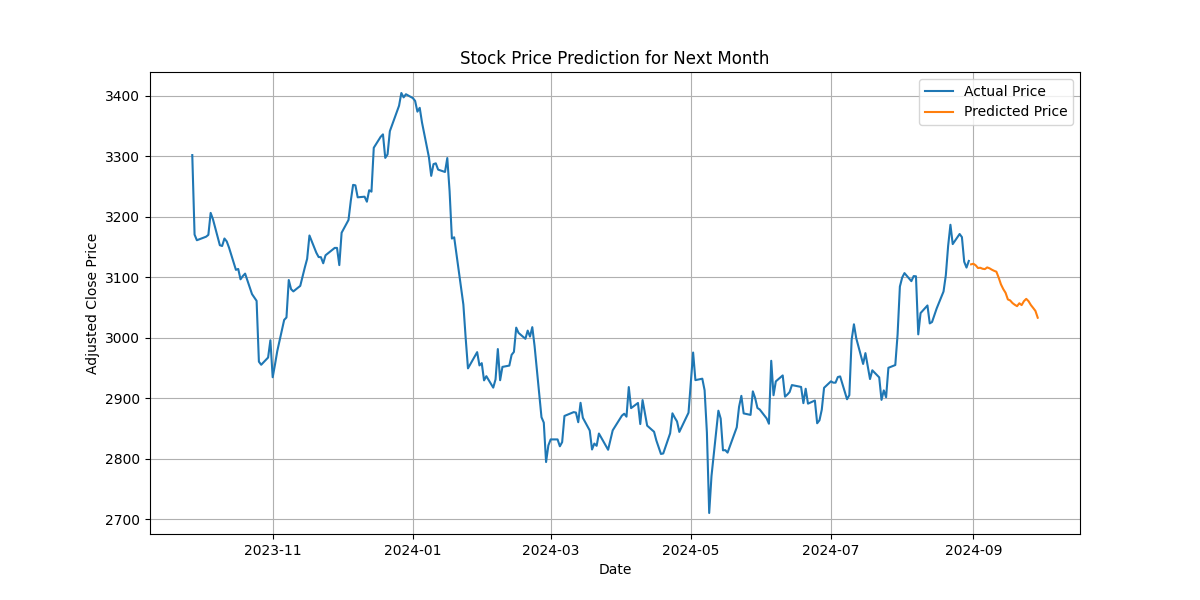 Stock Price Prediction for Next Month
Actual Price
Predicted Price
Adjusted Close Price
3400
3300
3200
3100
3000
2900
2800
2700
2023-11
2024-01
2024-03
2024-05
2024-07
2024-09
Date